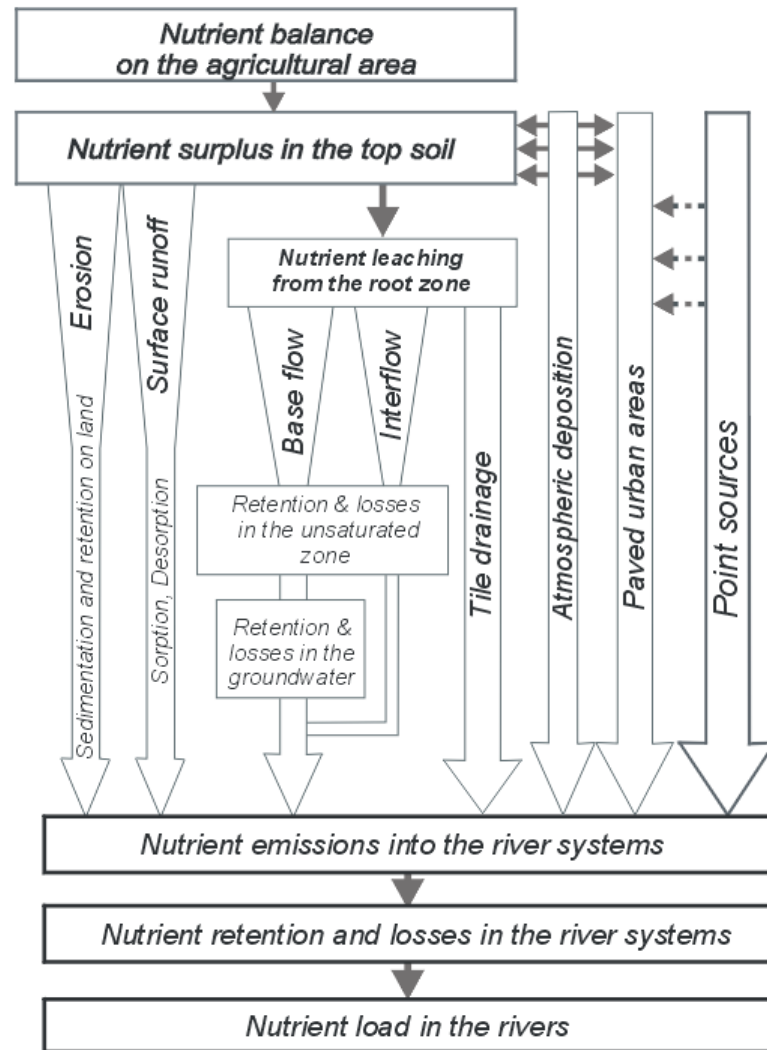 Nutrient balance
on the agricultural area
Nutrient surplus in the top soil
Erosion
Sedimentation and retention on land
Surface runoff
Sorption, Desorption
Nutrient leaching
from the root zone
Base flow
Interflow
Retention & losses
in the unsaturated
zone
Retention &
losses in the
groundwater
Tile drainage
Atmospheric deposition
Paved urban areas
Point sources
Nutrient emissions into the river systems
Nutrient retention and losses in the river systems
Nutrient load in the rivers